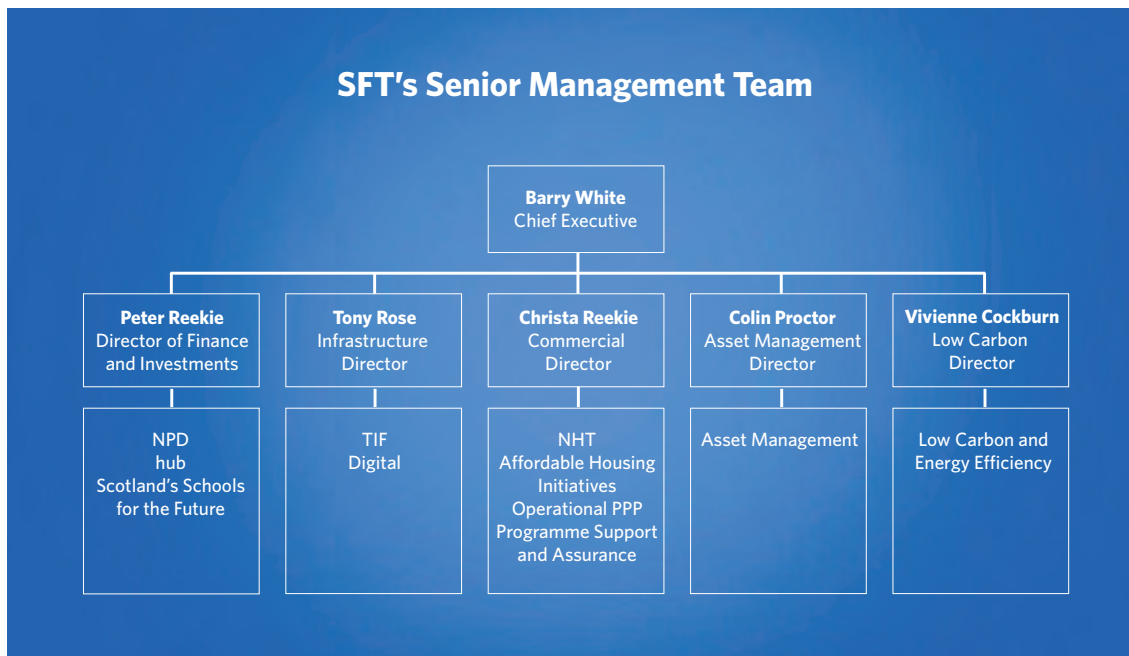 SFT's Senior Management Team
Barry White
Chief Executive
Peter Reekie
Director of Finance
and Investments
Tony Rose
Infrastructure
Director
Christa Reekie
Commercial
Director
Colin Proctor
Asset Management
Director
Vivienne Cockburn
Low Carbon
Director
NPD
hub
Scotland's Schools
for the Future
TIF
Digital
NHT
Affordable Housing
Initiatives
Operational PPP
Programme Support
and Assurance
Asset Management
Low Carbon and
Energy Efficiency